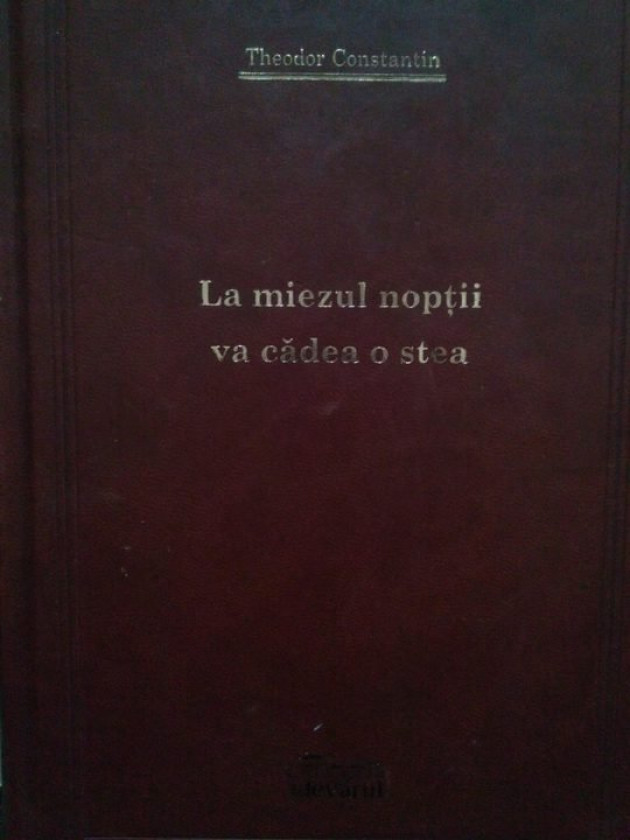 Theodor Constantin
La miezul nopții
va cădea o stea